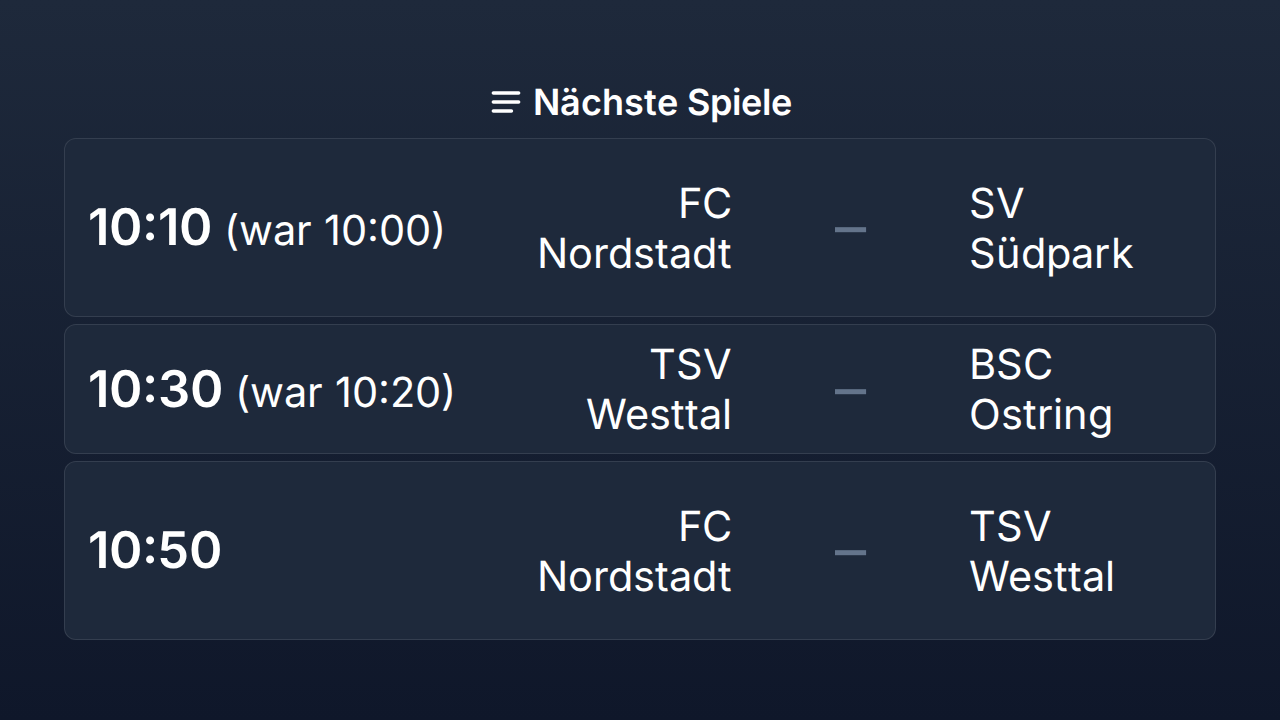 Nächste Spiele
10:10 (war 10:00)
FC
Nordstadt
–
SV
Südpark
10:30 (war 10:20)
TSV
Westtal
–
BSC
Ostring
10:50
FC
Nordstadt
–
TSV
Westtal